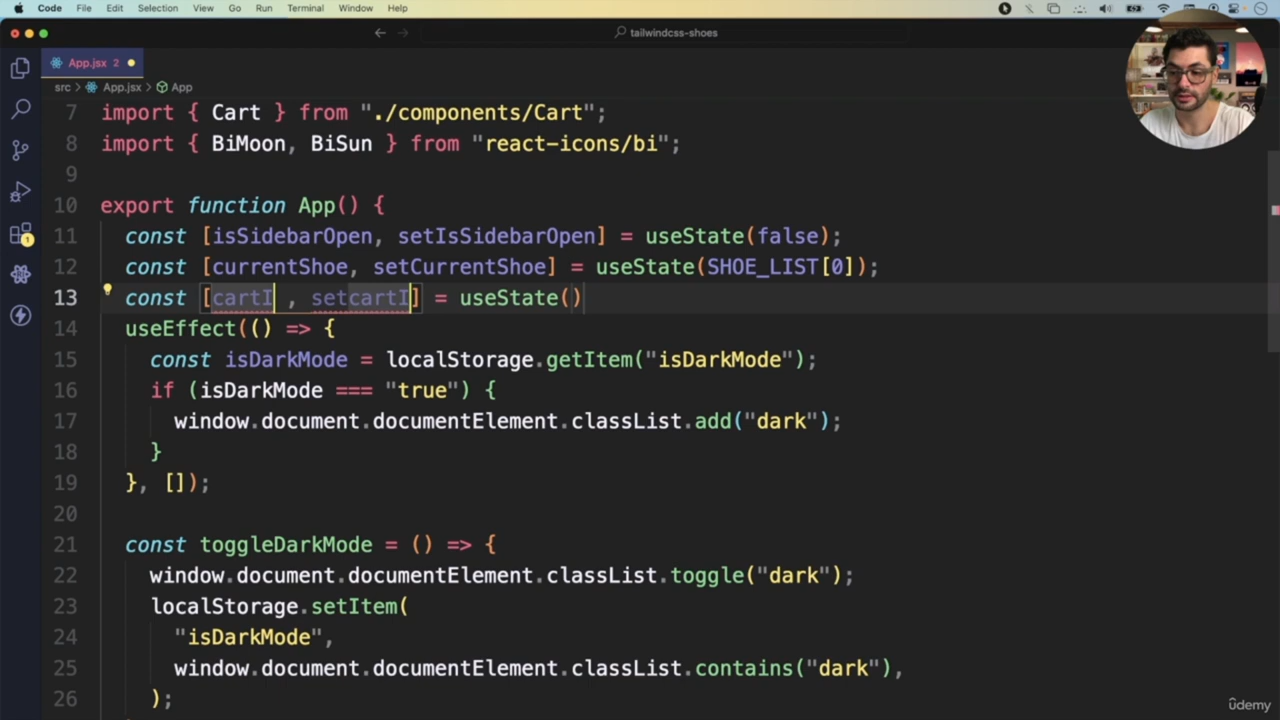 Code File Edit Selection View Go Run Terminal Window Help
tailwindcss-shoes
App.jsx 2
src > App.jsx > App
7 import { Cart } from "./components/Cart";
8 import { BiMoon, BiSun } from "react-icons/bi";
9
10 export function App() {
11 const [isSidebarOpen, setIsSidebarOpen] = useState(false);
12 const [currentShoe, setCurrentShoe] = useState(SHOE_LIST[0]);
13 const [cartI , setcartI] = useState()
14 useEffect(() => {
15 const isDarkMode = localStorage.getItem("isDarkMode");
16 if (isDarkMode === "true") {
17 window.document.documentElement.classList.add("dark");
18 }
19 }, []);
20
21 const toggleDarkMode = () => {
22 window.document.documentElement.classList.toggle("dark");
23 localStorage.setItem(
24 "isDarkMode",
25 window.document.documentElement.classList.contains("dark"),
26 );
1
ûdemy